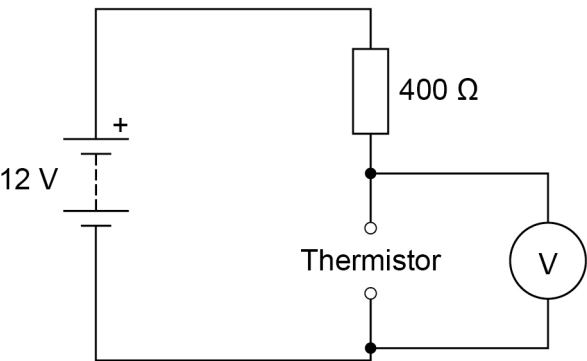 400 Ω
+
12 V
Thermistor
V